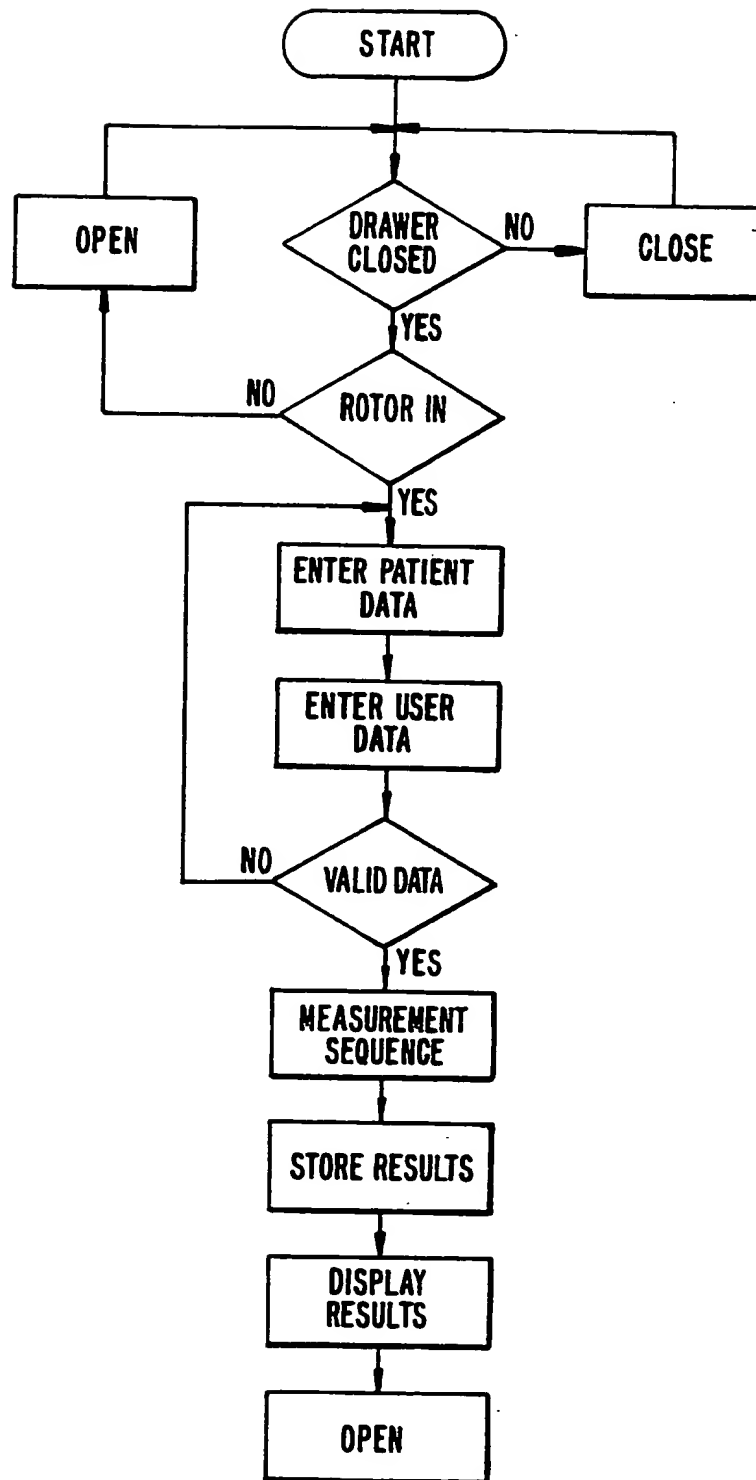 START
OPEN
DRAWER
CLOSED
NO
CLOSE
YES
NO
ROTOR IN
YES
ENTER PATIENT
DATA
ENTER USER
DATA
NO
VALID DATA
YES
MEASUREMENT
SEQUENCE
STORE RESULTS
DISPLAY
RESULTS
OPEN